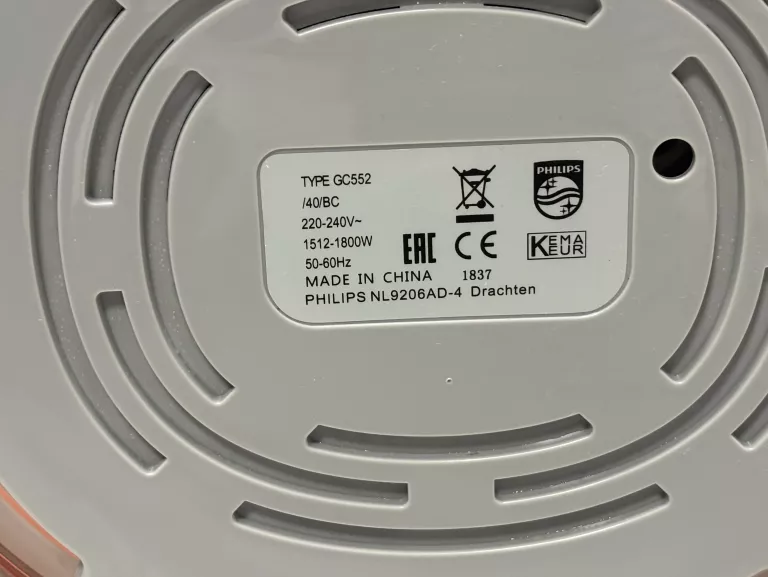 TYPE GC552
/40/BC
220-240V~
1512-1800W
50-60Hz
MADE IN CHINA 1837
PHILIPS NL9206AD-4 Drachten
PHILIPS
EAC CE
KEMA
KEUR